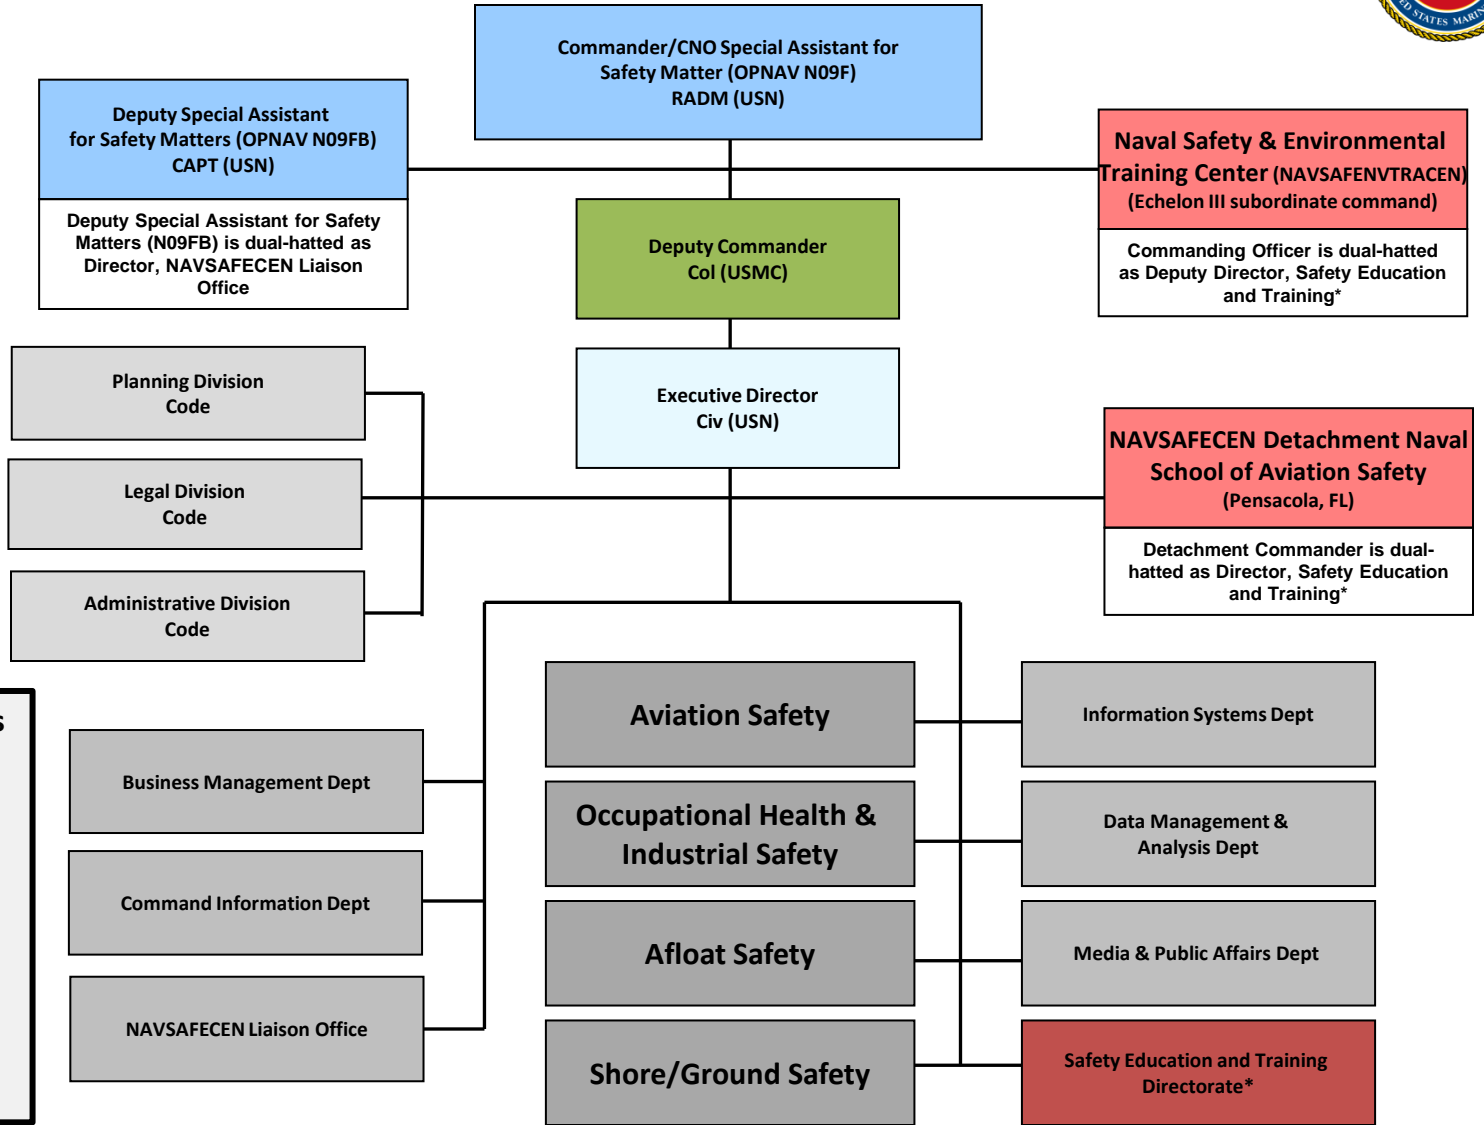 ED STATES MARIN
Commander/CNO Special Assistant for
Safety Matter (OPNAV N09F)
RADM (USN)
Deputy Special Assistant
for Safety Matters (OPNAV N09FB)
CAPT (USN)
Deputy Special Assistant for Safety
Matters (N09FB) is dual-hatted as
Director, NAVSAFECEN Liaison
Office
Naval Safety & Environmental
Training Center (NAVSAFENVTRACEN)
(Echelon III subordinate command)
Commanding Officer is dual-hatted
as Deputy Director, Safety Education
and Training*
Deputy Commander
Col (USMC)
Executive Director
Civ (USN)
Planning Division
Code
Legal Division
Code
Administrative Division
Code
NAVSAFECEN Detachment Naval
School of Aviation Safety
(Pensacola, FL)
Detachment Commander is dual-
hatted as Director, Safety Education
and Training*
s
Business Management Dept
Command Information Dept
NAVSAFECEN Liaison Office
Aviation Safety
Occupational Health &
Industrial Safety
Afloat Safety
Shore/Ground Safety
Information Systems Dept
Data Management &
Analysis Dept
Media & Public Affairs Dept
Safety Education and Training
Directorate*